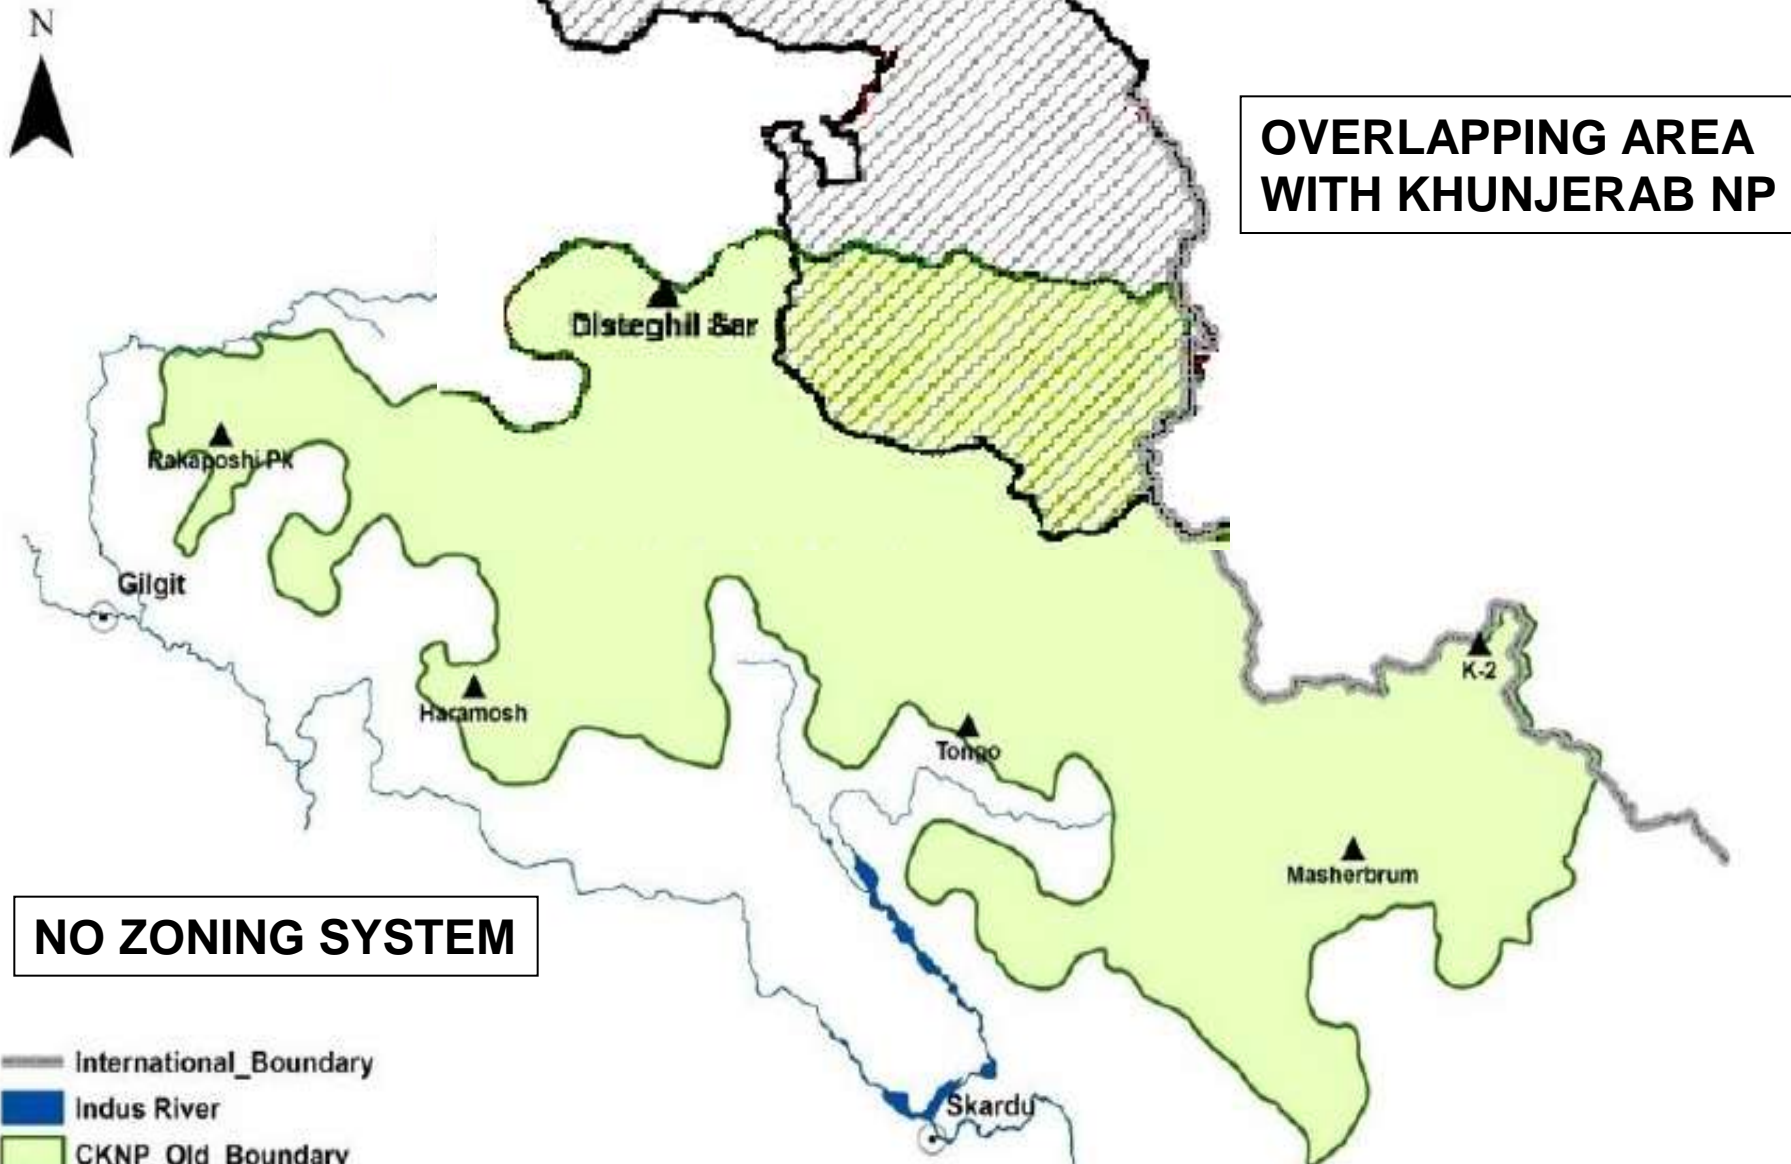 N
OVERLAPPING AREA
WITH KHUNJERAB NP
Disteghil Sar
Rakaposhi PK
Gilgit
K-2
Haramosh
Tongo
Masherbrum
NO ZONING SYSTEM
International_Boundary
Indus River
Skardu
CKNP_Old_Boundary